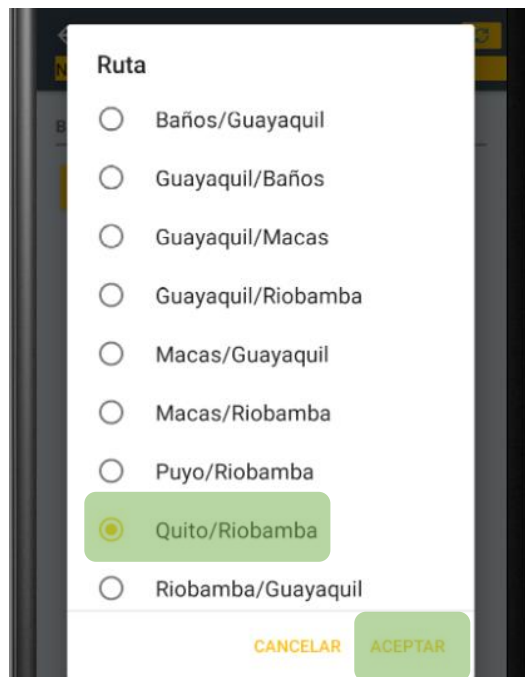 Ruta
Baños/Guayaquil
Guayaquil/Baños
Guayaquil/Macas
Guayaquil/Riobamba
Macas/Guayaquil
Macas/Riobamba
Puyo/Riobamba
Quito/Riobamba
Riobamba/Guayaquil
CANCELAR ACEPTAR